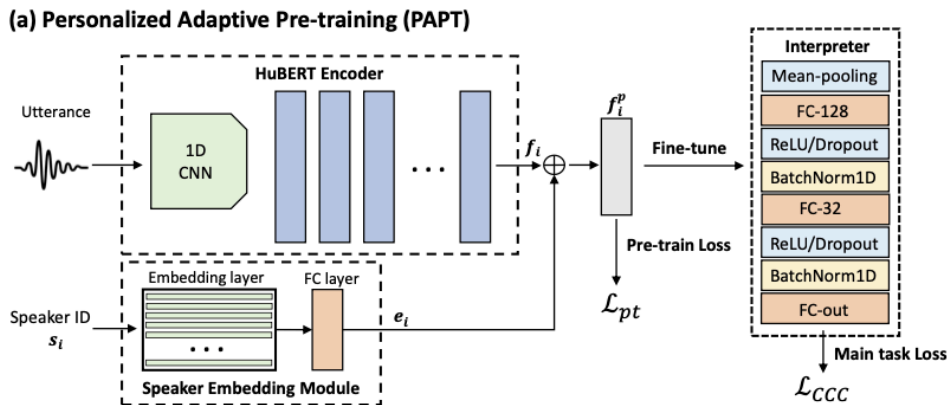 (a) Personalized Adaptive Pre-training (PAPT)
HuBERT Encoder
Utterance
1D
CNN
...
f_i
f_i^p
Fine-tune
Pre-train Loss
ℒ_pt
Speaker ID
s_i
Embedding layer
...
FC layer
e_i
Speaker Embedding Module
Interpreter
Mean-pooling
FC-128
ReLU/Dropout
BatchNorm1D
FC-32
ReLU/Dropout
BatchNorm1D
FC-out
Main task Loss
ℒ_CCC